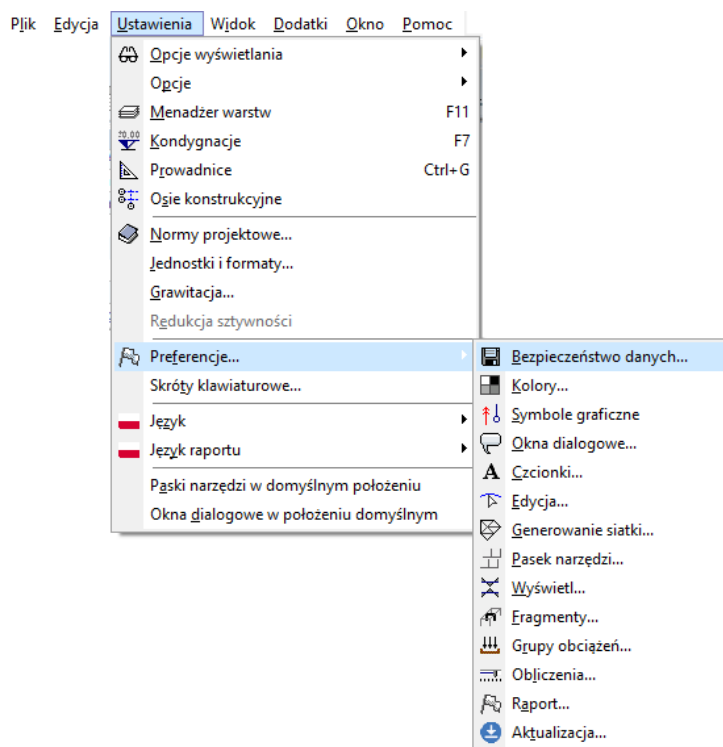 Plik Edycja Ustawienia Widok Dodatki Okno Pomoc
Opcje wyświetlania
Opcje
Menadżer warstw F11
Kondygnacje F7
Prowadnice Ctrl+G
Osie konstrukcyjne
Normy projektowe...
Jednostki i formaty...
Grawitacja...
Redukcja sztywności
Preferencje...
Skróty klawiaturowe...
Język
Język raportu
Paski narzędzi w domyślnym położeniu
Okna dialogowe w położeniu domyślnym
Bezpieczeństwo danych...
Kolory...
Symbole graficzne
Okna dialogowe...
Czcionki...
Edycja...
Generowanie siatki...
Pasek narzędzi...
Wyświetl...
Fragmenty...
Grupy obciążeń...
Obliczenia...
Raport...
Aktualizacja...